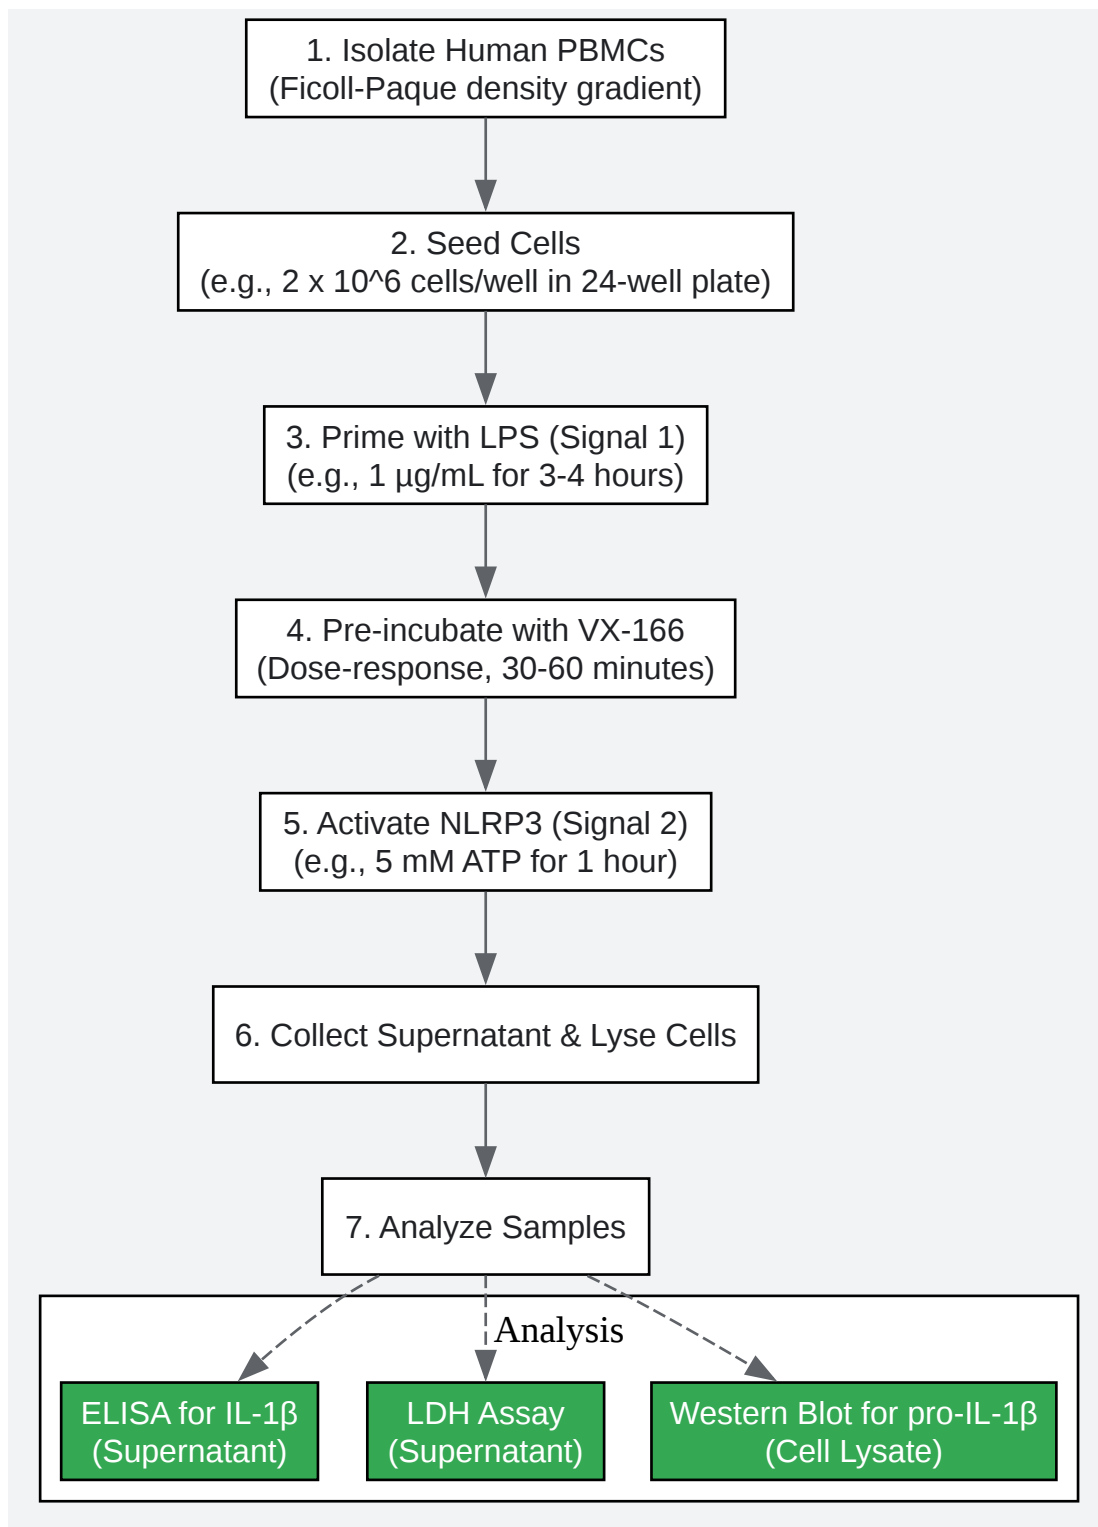 1. Isolate Human PBMCs
(Ficoll-Paque density gradient)
2. Seed Cells
(e.g., 2 x 10^6 cells/well in 24-well plate)
3. Prime with LPS (Signal 1)
(e.g., 1 µg/mL for 3-4 hours)
4. Pre-incubate with VX-166
(Dose-response, 30-60 minutes)
5. Activate NLRP3 (Signal 2)
(e.g., 5 mM ATP for 1 hour)
6. Collect Supernatant & Lyse Cells
7. Analyze Samples
Analysis
ELISA for IL-1β
(Supernatant)
LDH Assay
(Supernatant)
Western Blot for pro-IL-1β
(Cell Lysate)